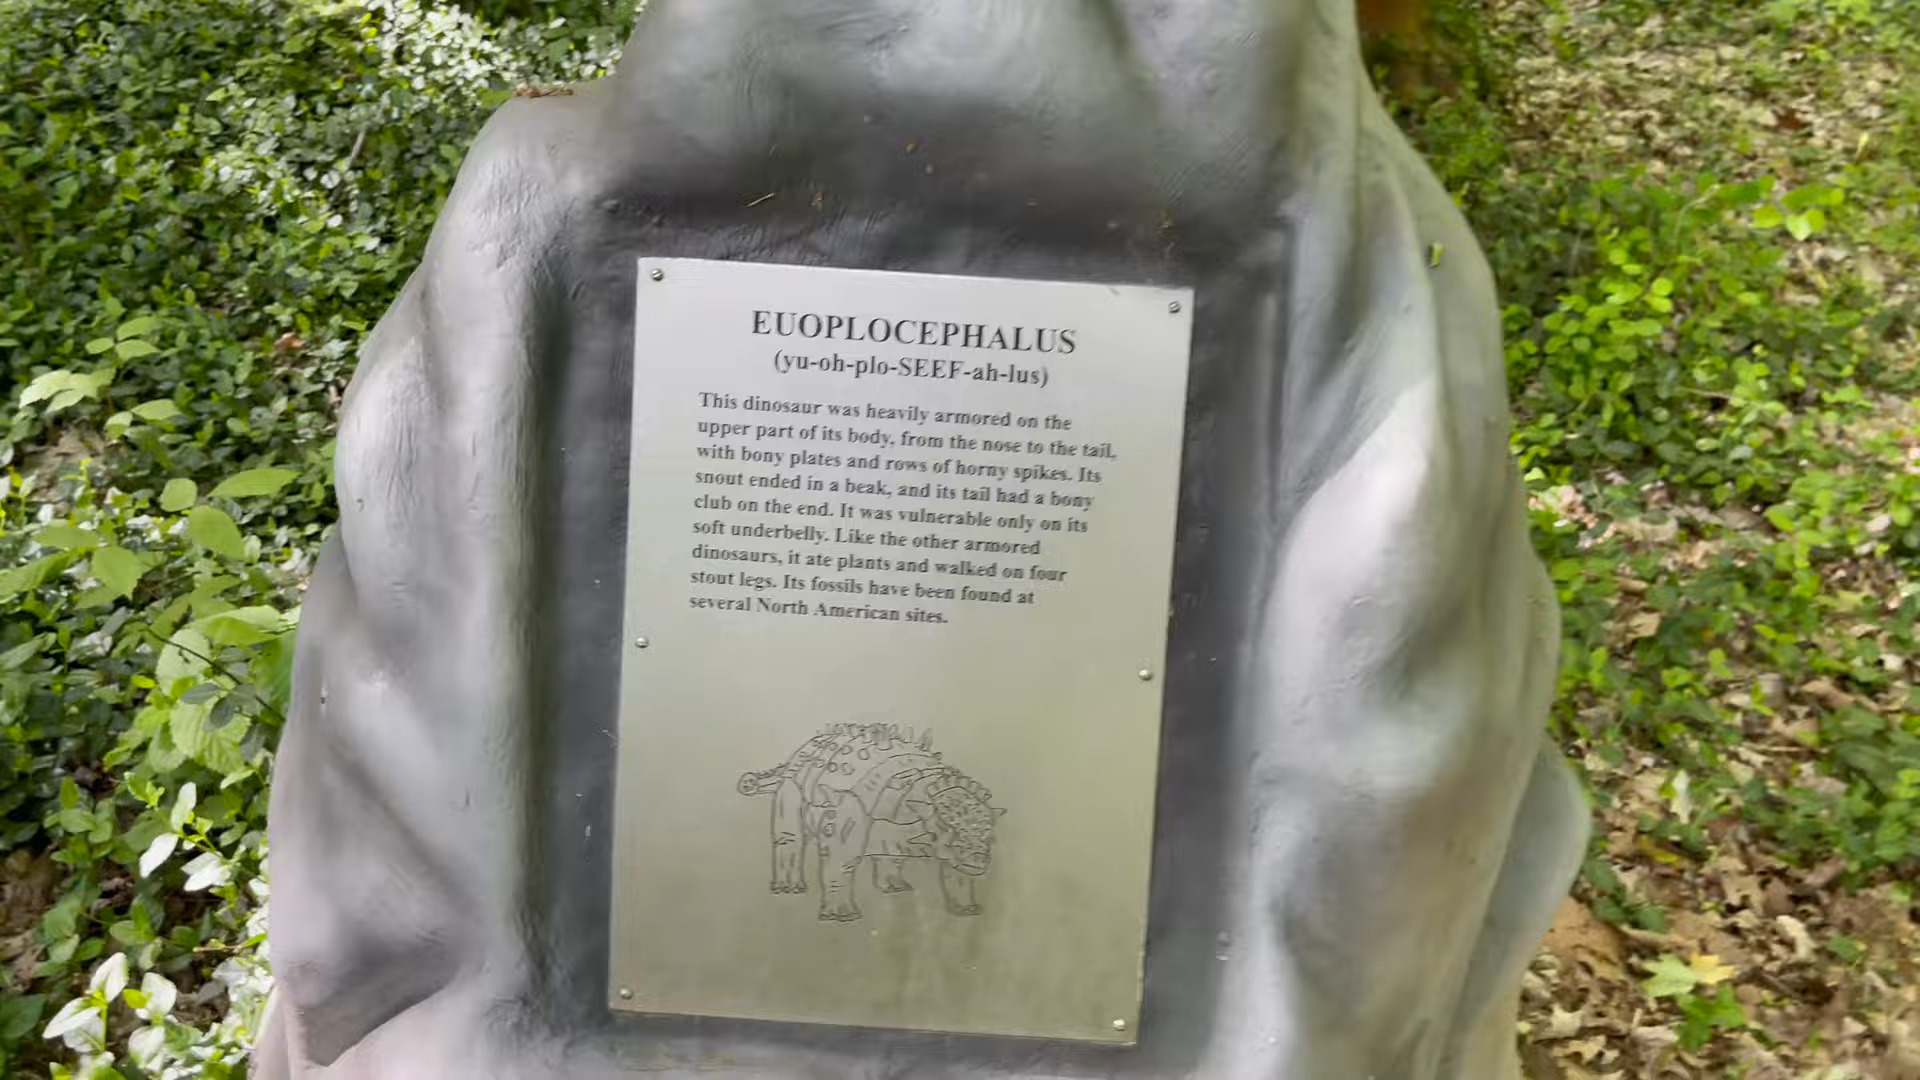 EUOPLOCEPHALUS
(yu-oh-plo-SEEF-ah-lus)
This dinosaur was heavily armored on the
upper part of its body, from the nose to the tail,
with bony plates and rows of horny spikes. Its
snout ended in a beak, and its tail had a bony
club on the end. It was vulnerable only on its
soft underbelly. Like the other armored
dinosaurs, it ate plants and walked on four
stout legs. Its fossils have been found at
several North American sites.